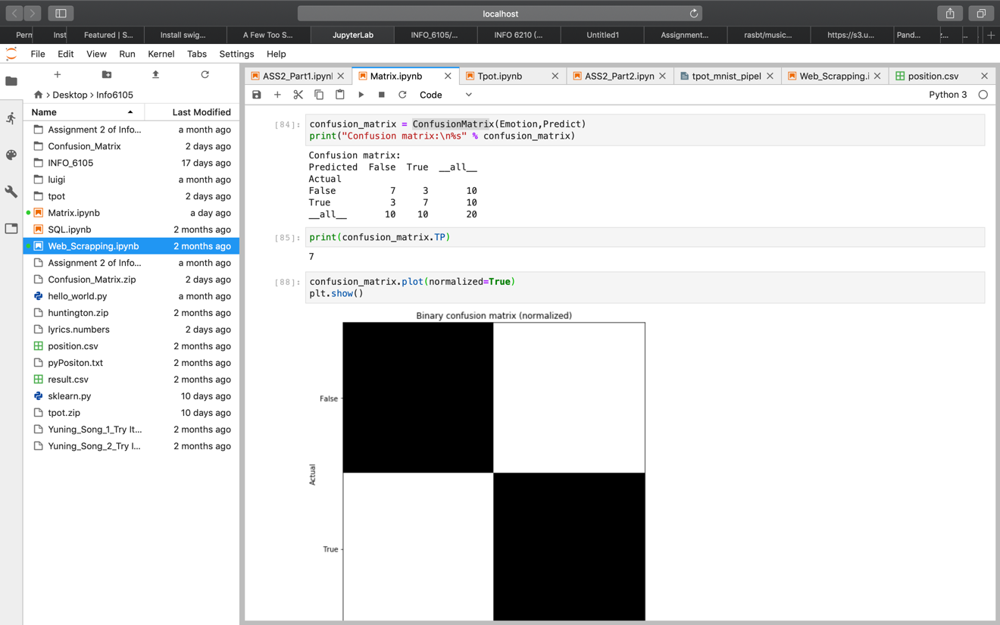 localhost
Perm
Inst
Featured | S...
Install swig...
A Few Too S...
JupyterLab
INFO_6105/...
INFO 6210 (...
Untitled1
Assignment...
rasbt/music...
https://s3.u...
Pand...
z...
...
File Edit View Run Kernel Tabs Settings Help
> Desktop > Info6105
Name Last Modified
Assignment 2 of Info... a month ago
Confusion_Matrix 2 days ago
INFO_6105 17 days ago
luigi a month ago
tpot 2 days ago
Matrix.ipynb a day ago
SQL.ipynb 2 months ago
Web_Scrapping.ipynb 2 months ago
Assignment 2 of Info... a month ago
Confusion_Matrix.zip 2 days ago
hello_world.py a month ago
huntington.zip 2 months ago
lyrics.numbers 2 days ago
position.csv 2 months ago
pyPositon.txt 2 months ago
result.csv 2 months ago
sklearn.py 10 days ago
tpot.zip 10 days ago
Yuning_Song_1_Try It... 2 months ago
Yuning_Song_2_Try I... 2 months ago
ASS2_Part1.ipynl
Matrix.ipynb
Tpot.ipynb
ASS2_Part2.ipyn
tpot_mnist_pipel
Web_Scrapping.i
position.csv
Code
Python 3
[84]: confusion_matrix = ConfusionMatrix(Emotion,Predict)
print("Confusion matrix:\n%s" % confusion_matrix)
Confusion matrix:
Predicted False True __all__
Actual
False 7 3 10
True 3 7 10
__all__ 10 10 20
[85]: print(confusion_matrix.TP)
7
[88]: confusion_matrix.plot(normalized=True)
plt.show()
Binary confusion matrix (normalized)
False
Actual
True